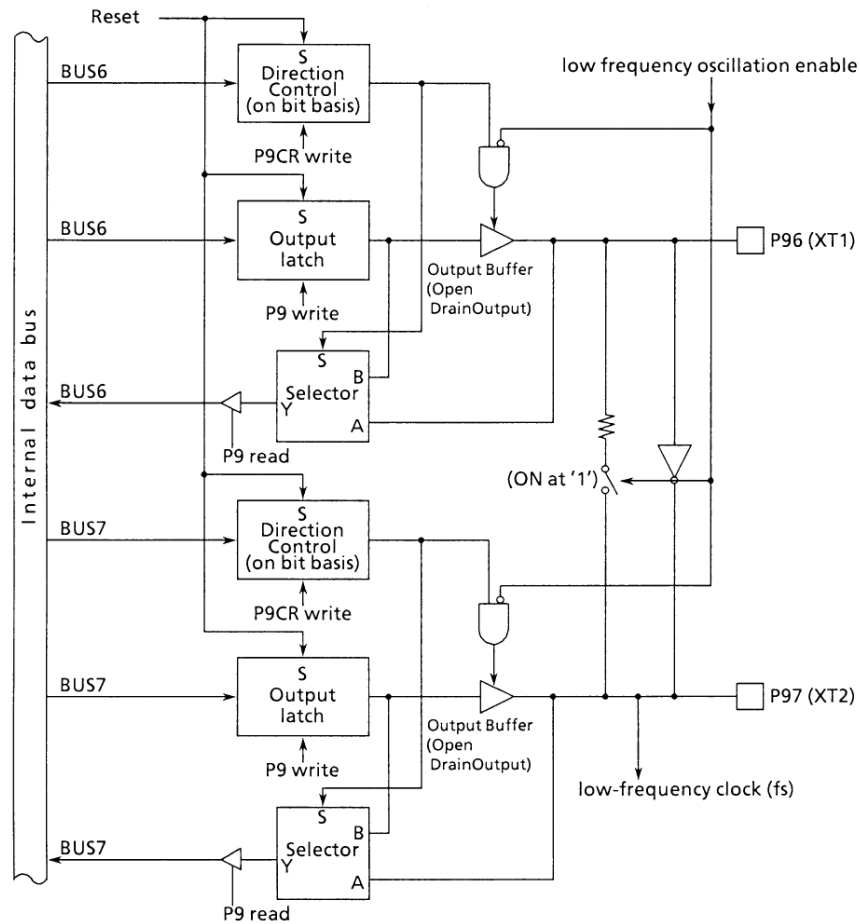 Reset
S
Direction
Control
(on bit basis)
BUS6
low frequency oscillation enable
P9CR write
S
Output
latch
BUS6
P96 (XT1)
Output Buffer
(Open
DrainOutput)
P9 write
S
B
Selector
Y
A
BUS6
P9 read
(ON at '1')
Internal data bus
S
Direction
Control
(on bit basis)
BUS7
P9CR write
S
Output
latch
BUS7
P97 (XT2)
Output Buffer
(Open
DrainOutput)
P9 write
low-frequency clock (fs)
S
B
Selector
Y
A
BUS7
P9 read